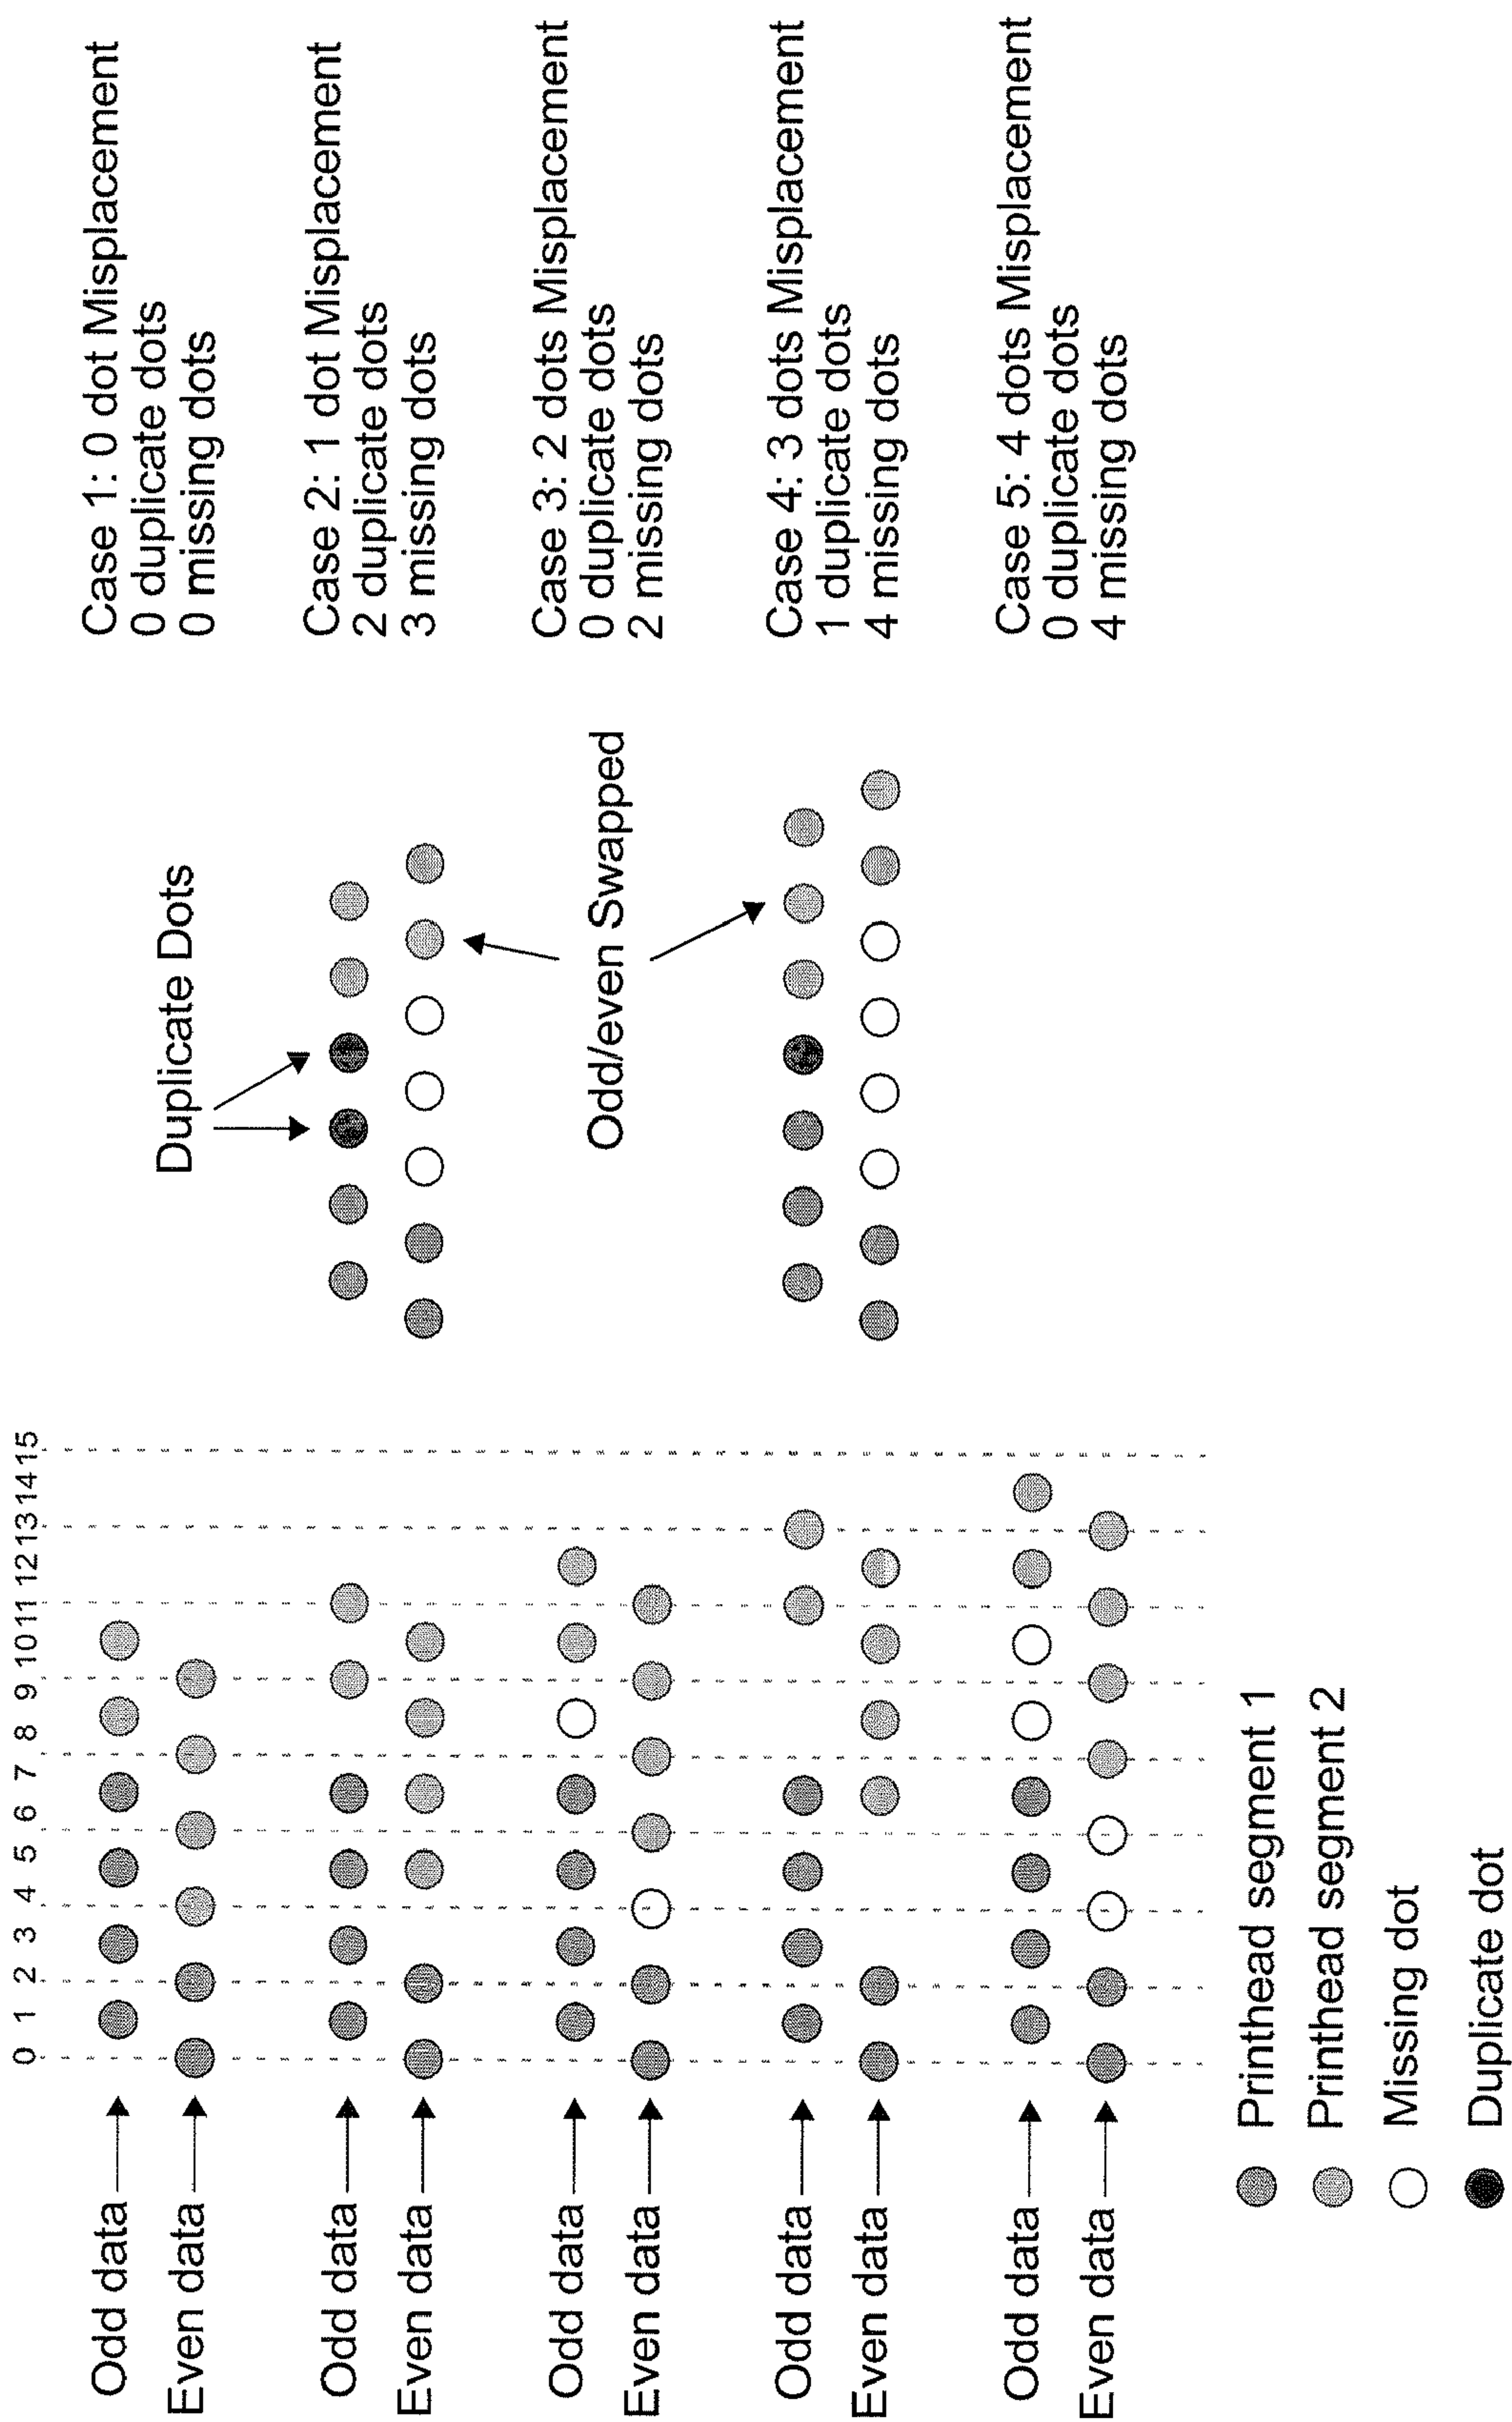 0 1 2 3 4 5 6 7 8 9 10 11 12 13 14 15
Odd data
Even data
Case 1: 0 dot Misplacement
0 duplicate dots
0 missing dots
Duplicate Dots
Odd data
Even data
Case 2: 1 dot Misplacement
2 duplicate dots
3 missing dots
Odd data
Even data
Odd/even Swapped
Case 3: 2 dots Misplacement
0 duplicate dots
2 missing dots
Odd data
Even data
Case 4: 3 dots Misplacement
1 duplicate dots
4 missing dots
Odd data
Even data
Case 5: 4 dots Misplacement
0 duplicate dots
4 missing dots
Printhead segment 1
Printhead segment 2
Missing dot
Duplicate dot